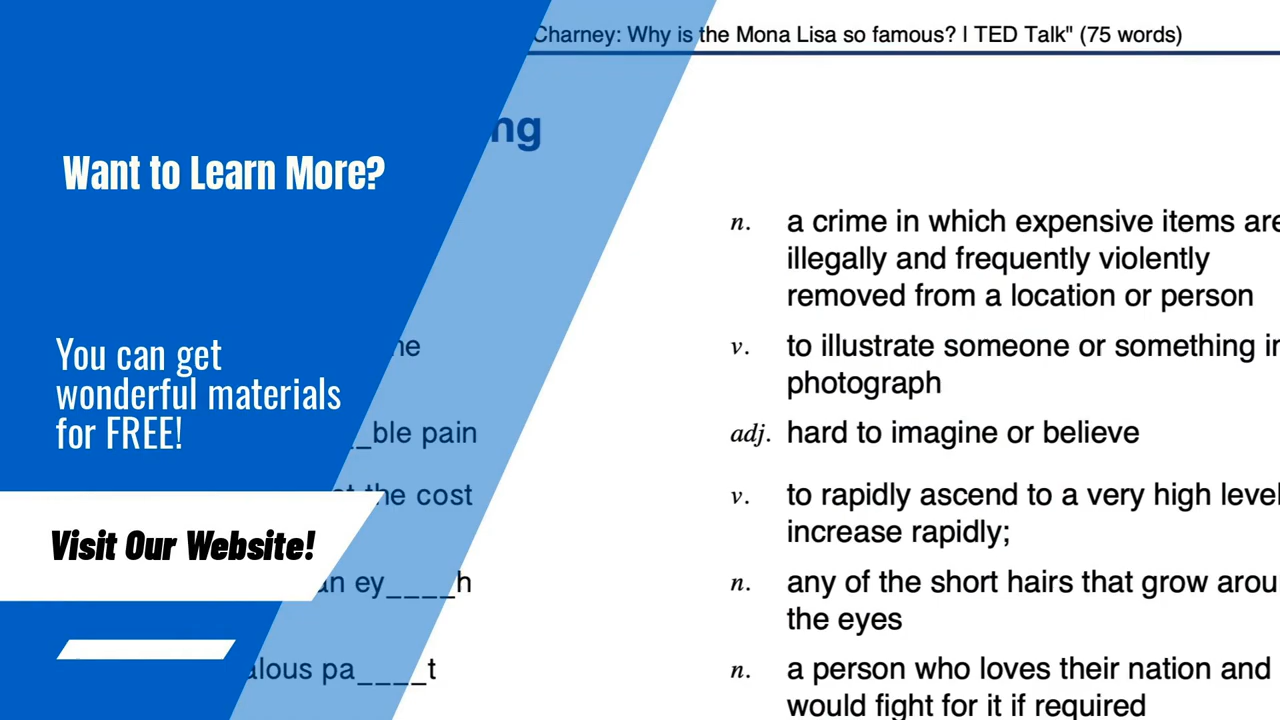 Charney: Why is the Mona Lisa so famous? | TED Talk" (75 words)
ng
Want to Learn More?
You can get
wonderful materials
for FREE!
Visit Our Website!
n. a crime in which expensive items are
illegally and frequently violently
removed from a location or person
ne v. to illustrate someone or something in
photograph
_ble pain adj. hard to imagine or believe
the cost v. to rapidly ascend to a very high level
increase rapidly;
an ey____h n. any of the short hairs that grow arou
the eyes
alous pa____t n. a person who loves their nation and
would fight for it if required